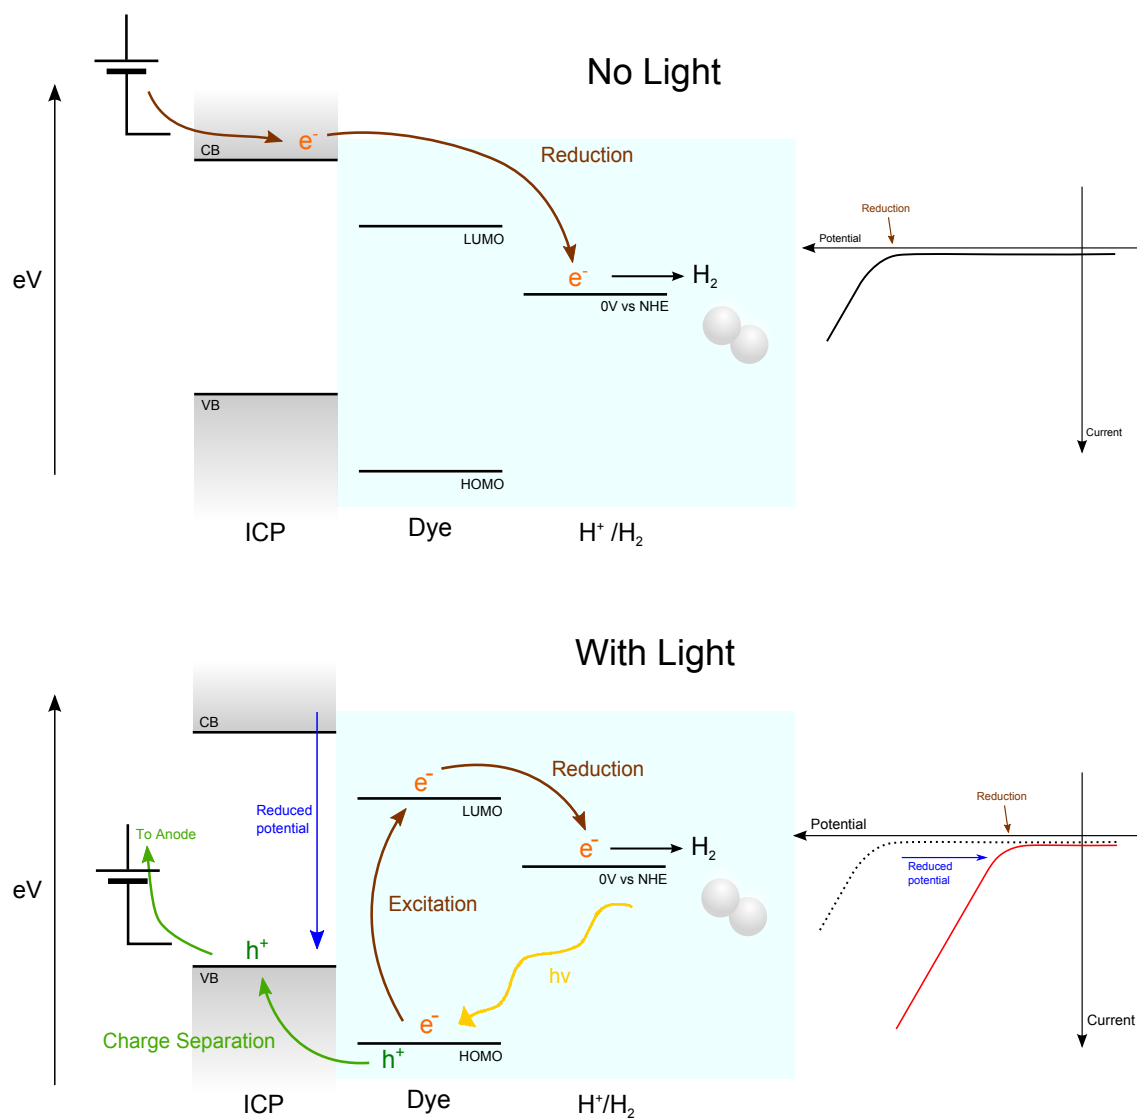 No Light
CB
e⁻
Reduction
LUMO
Reduction
Potential
eV
e⁻
H₂
0V vs NHE
VB
Current
HOMO
ICP
Dye
H⁺ /H₂
With Light
CB
e⁻
Reduction
LUMO
Reduced
potential
Reduction
Potential
To Anode
e⁻
H₂
0V vs NHE
Reduced
potential
eV
Excitation
h⁺
VB
hv
e⁻
Charge Separation
h⁺
HOMO
Current
ICP
Dye
H⁺/H₂